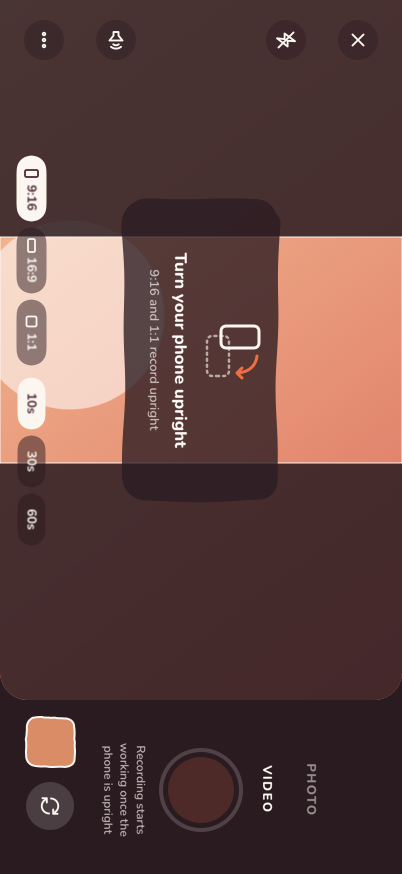 9:16
16:9
1:1
10s
30s
60s
Turn your phone upright
9:16 and 1:1 record upright
PHOTO
VIDEO
Recording starts
working once the
phone is upright